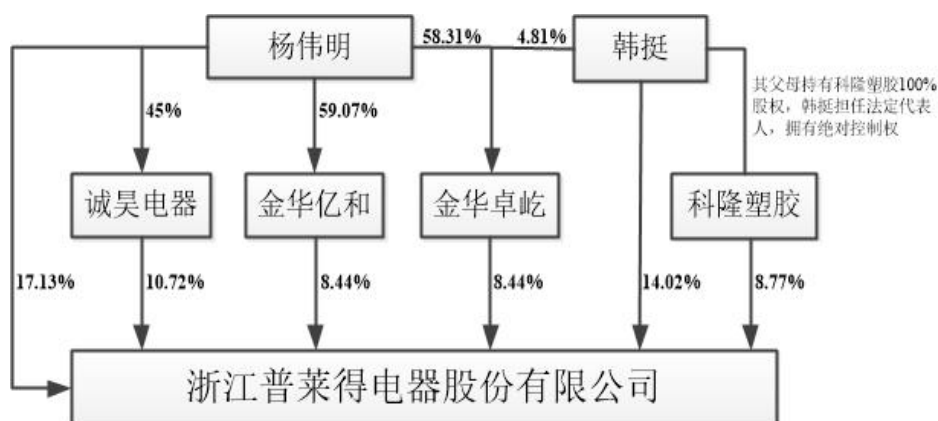 杨伟明
58.31%
4.81%
韩挺
其父母持有科隆塑胶100%
股权，韩挺担任法定代表
人，拥有绝对控制权
45%
59.07%
诚昊电器
金华亿和
金华卓屹
科隆塑胶
17.13%
10.72%
8.44%
8.44%
14.02%
8.77%
浙江普莱得电器股份有限公司